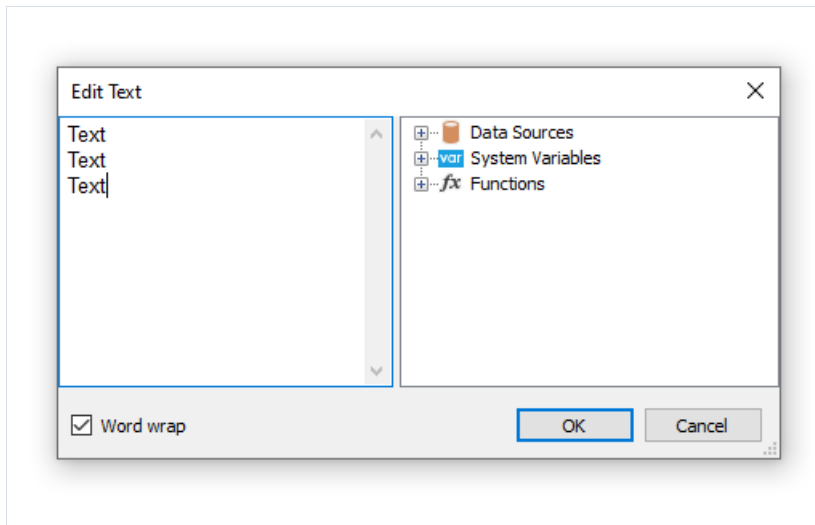 Edit Text
Text
Text
Text
Data Sources
var System Variables
fx Functions
Word wrap
OK
Cancel